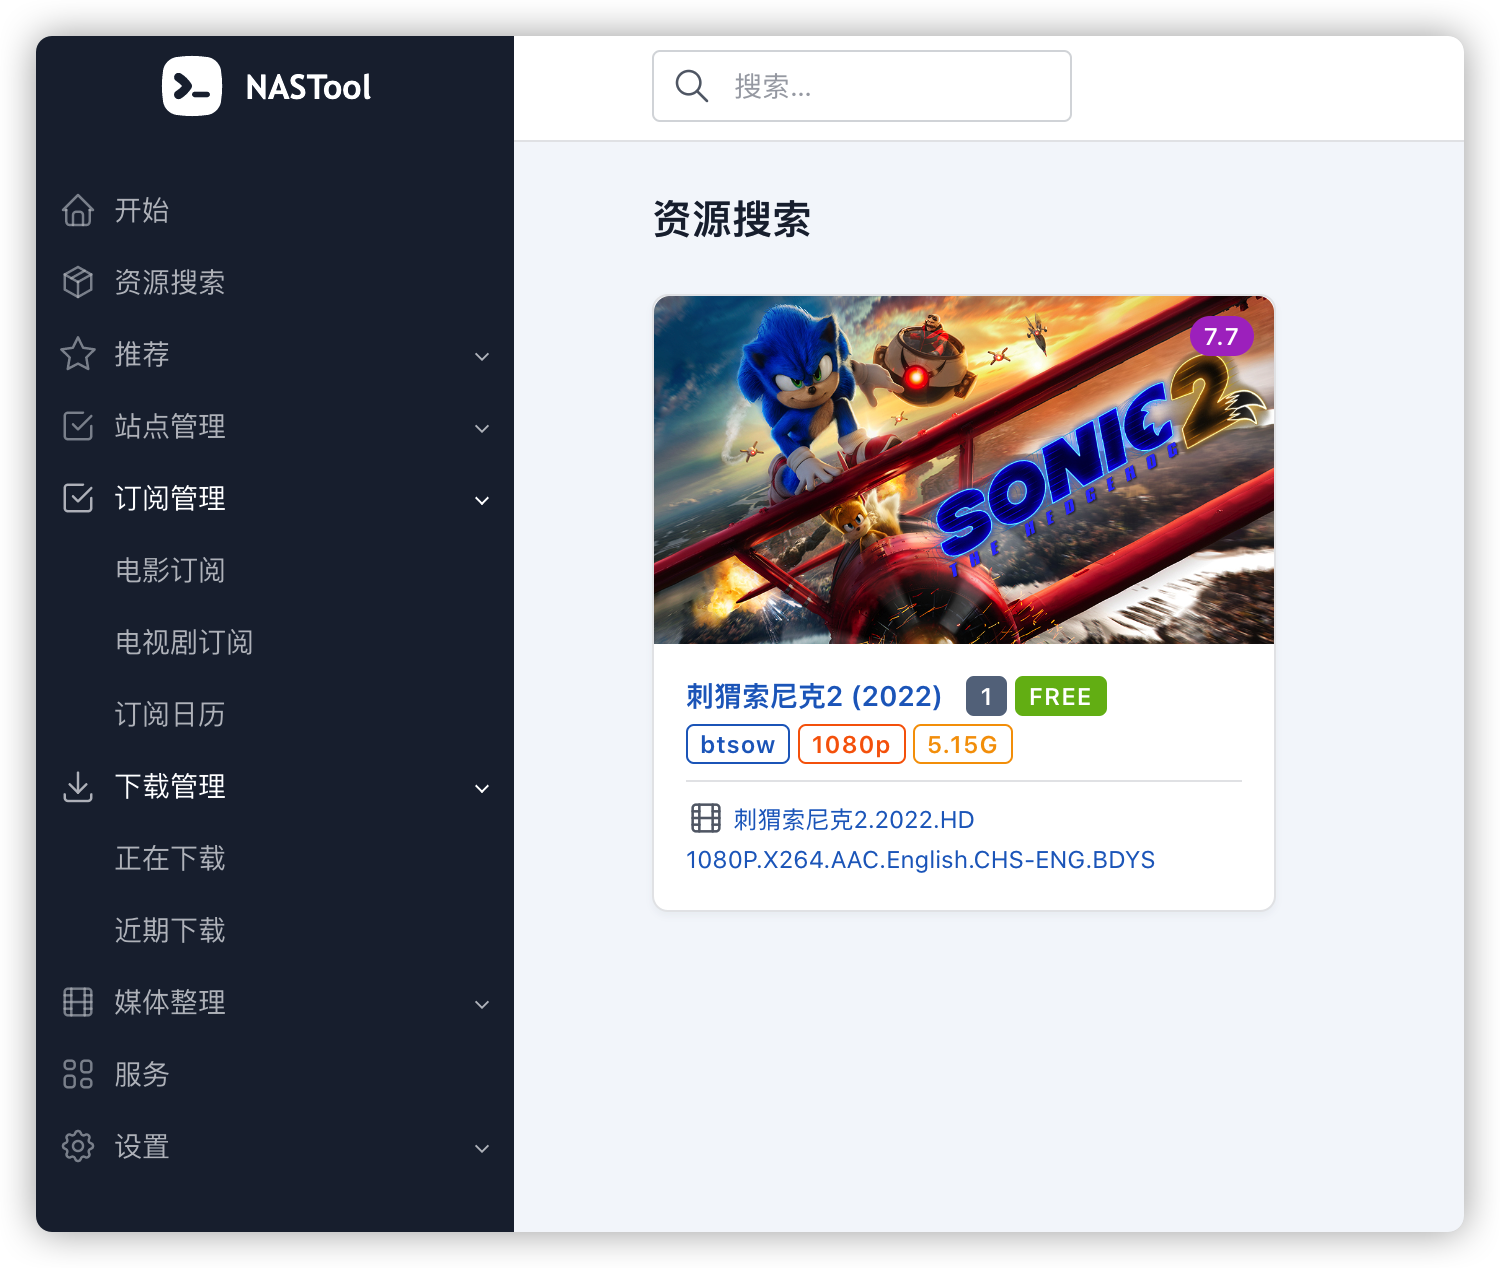 NASTool
搜索...
开始
资源搜索
推荐
站点管理
订阅管理
电影订阅
电视剧订阅
订阅日历
下载管理
正在下载
近期下载
媒体整理
服务
设置
资源搜索
7.7
SONIC 2
THE HEDGEHOG
刺猬索尼克2 (2022) 1 FREE
btsow 1080p 5.15G
刺猬索尼克2.2022.HD
1080P.X264.AAC.English.CHS-ENG.BDYS